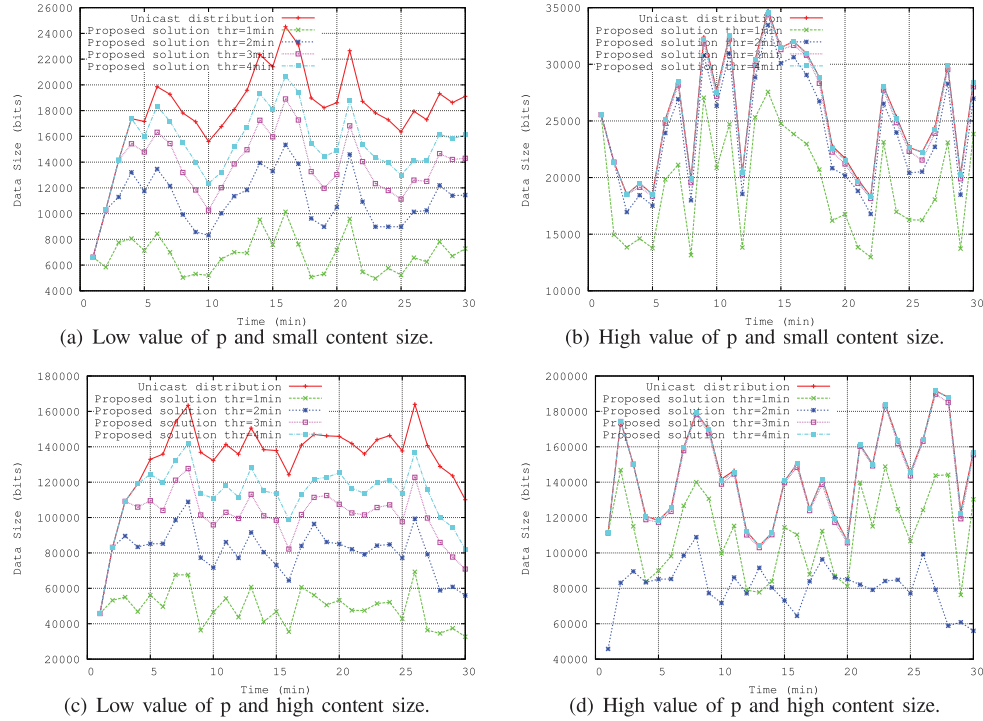 26000
24000
22000
20000
18000
16000
14000
12000
10000
8000
6000
4000
Data Size (bits)
Unicast distribution
Proposed solution thr=1min
Proposed solution thr=2min
Proposed solution thr=3min
Proposed solution thr=4min
0 5 10 15 20 25 30
Time (min)
(a) Low value of p and small content size.
35000
30000
25000
20000
15000
10000
Data Size (bits)
Unicast distribution
Proposed solution thr=1min
Proposed solution thr=2min
Proposed solution thr=3min
Proposed solution thr=4min
0 5 10 15 20 25 30
Time (min)
(b) High value of p and small content size.
180000
160000
140000
120000
100000
80000
60000
40000
20000
Data Size (bits)
Unicast distribution
Proposed solution thr=1min
Proposed solution thr=2min
Proposed solution thr=3min
Proposed solution thr=4min
0 5 10 15 20 25 30
Time (min)
(c) Low value of p and high content size.
200000
180000
160000
140000
120000
100000
80000
60000
40000
Data Size (bits)
Unicast distribution
Proposed solution thr=1min
Proposed solution thr=2min
Proposed solution thr=3min
Proposed solution thr=4min
0 5 10 15 20 25 30
Time (min)
(d) High value of p and high content size.